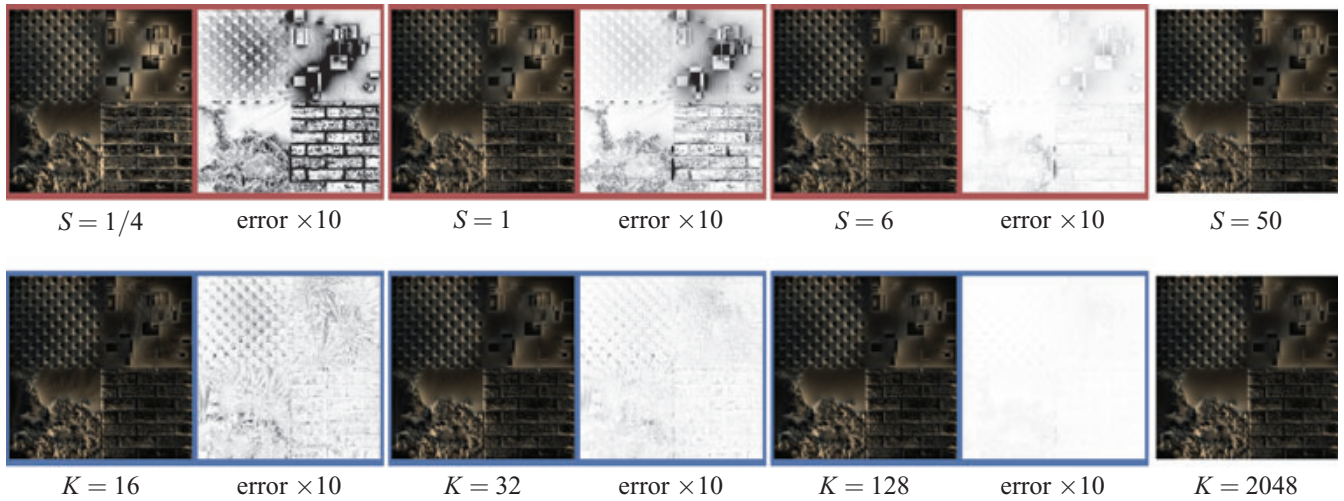 S = 1/4 error ×10 S = 1 error ×10 S = 6 error ×10 S = 50
K = 16 error ×10 K = 32 error ×10 K = 128 error ×10 K = 2048